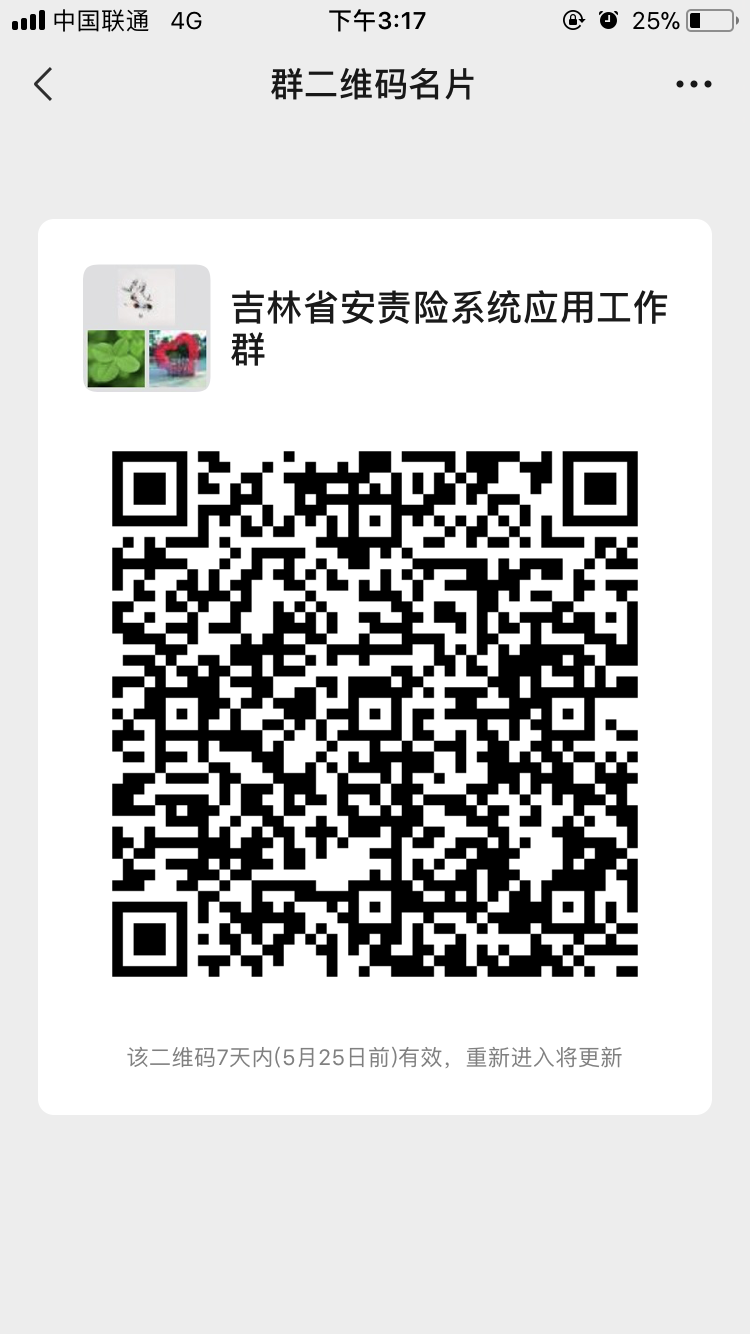 中国联通 4G 下午3:17 25%
群二维码名片
吉林省安责险系统应用工作
群
该二维码7天内(5月25日前)有效，重新进入将更新